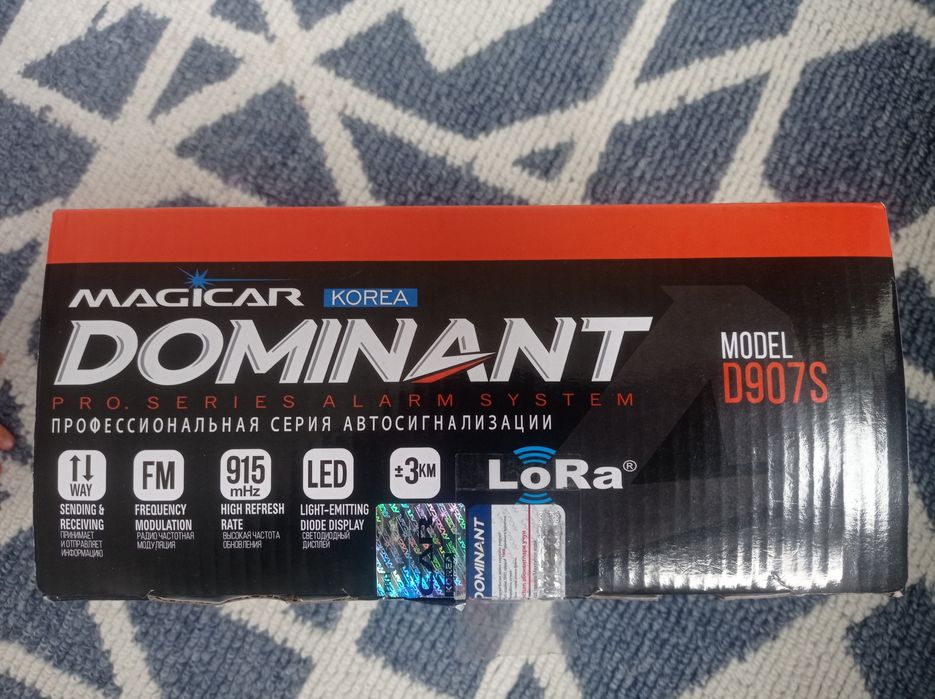 MAGICAR KOREA
DOMINANT
PRO. SERIES ALARM SYSTEM
ПРОФЕССИОНАЛЬНАЯ СЕРИЯ АВТОСИГНАЛИЗАЦИИ
MODEL
D907S
WAY
SENDING &
RECEIVING
ПРИНИМАЕТ
И ОТПРАВЛЯЕТ
ИНФОРМАЦИЮ
FM
FREQUENCY
MODULATION
РАДИО ЧАСТОТНАЯ
МОДУЛЯЦИЯ
915
mHz
HIGH REFRESH
RATE
ВЫСОКАЯ ЧАСТОТА
ОБНОВЛЕНИЯ
LED
LIGHT-EMITTING
DIODE DISPLAY
СВЕТОДИОДНЫЙ
ДИСПЛЕЙ
±3КМ
LoRa®
KOREA
DOMINANT